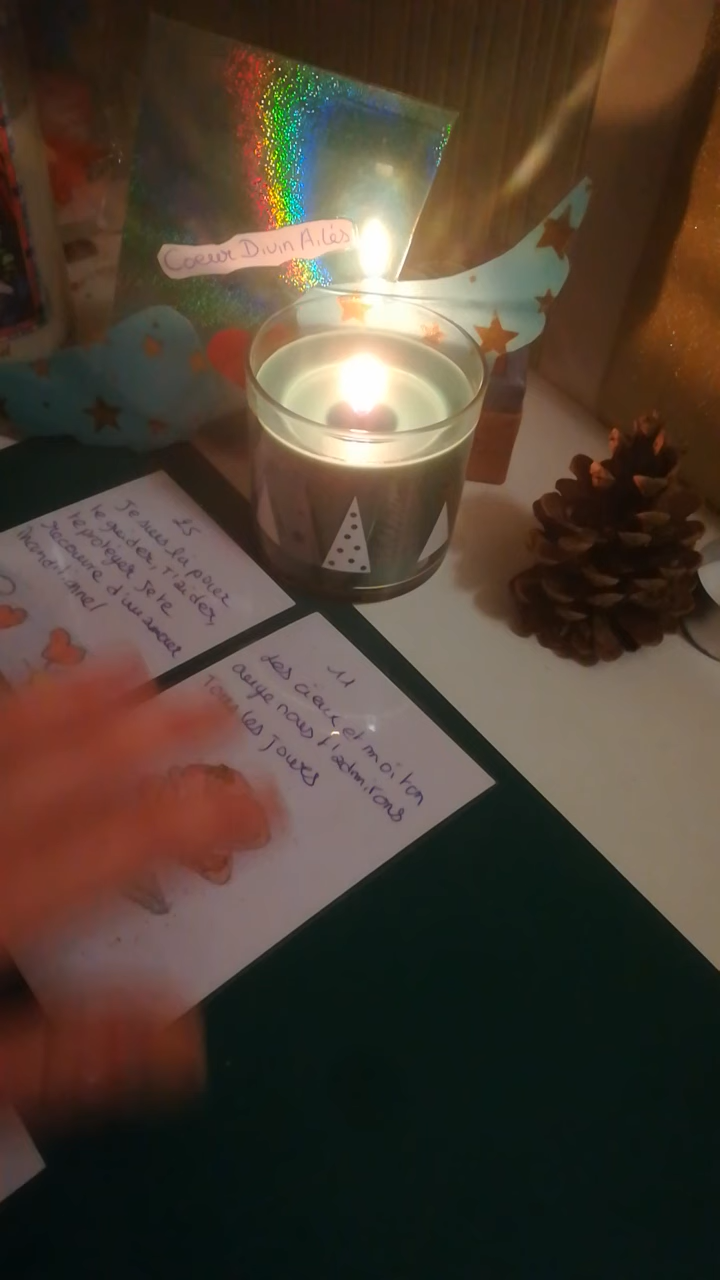 Coeur Divin Ailés
25
Je suis là pour
te guider, t'aider,
te protéger Je te
recouvre d'un amour
inconditionnel
11
Les cieux et moi ton
ange nous t'admirons
Tous les Jours